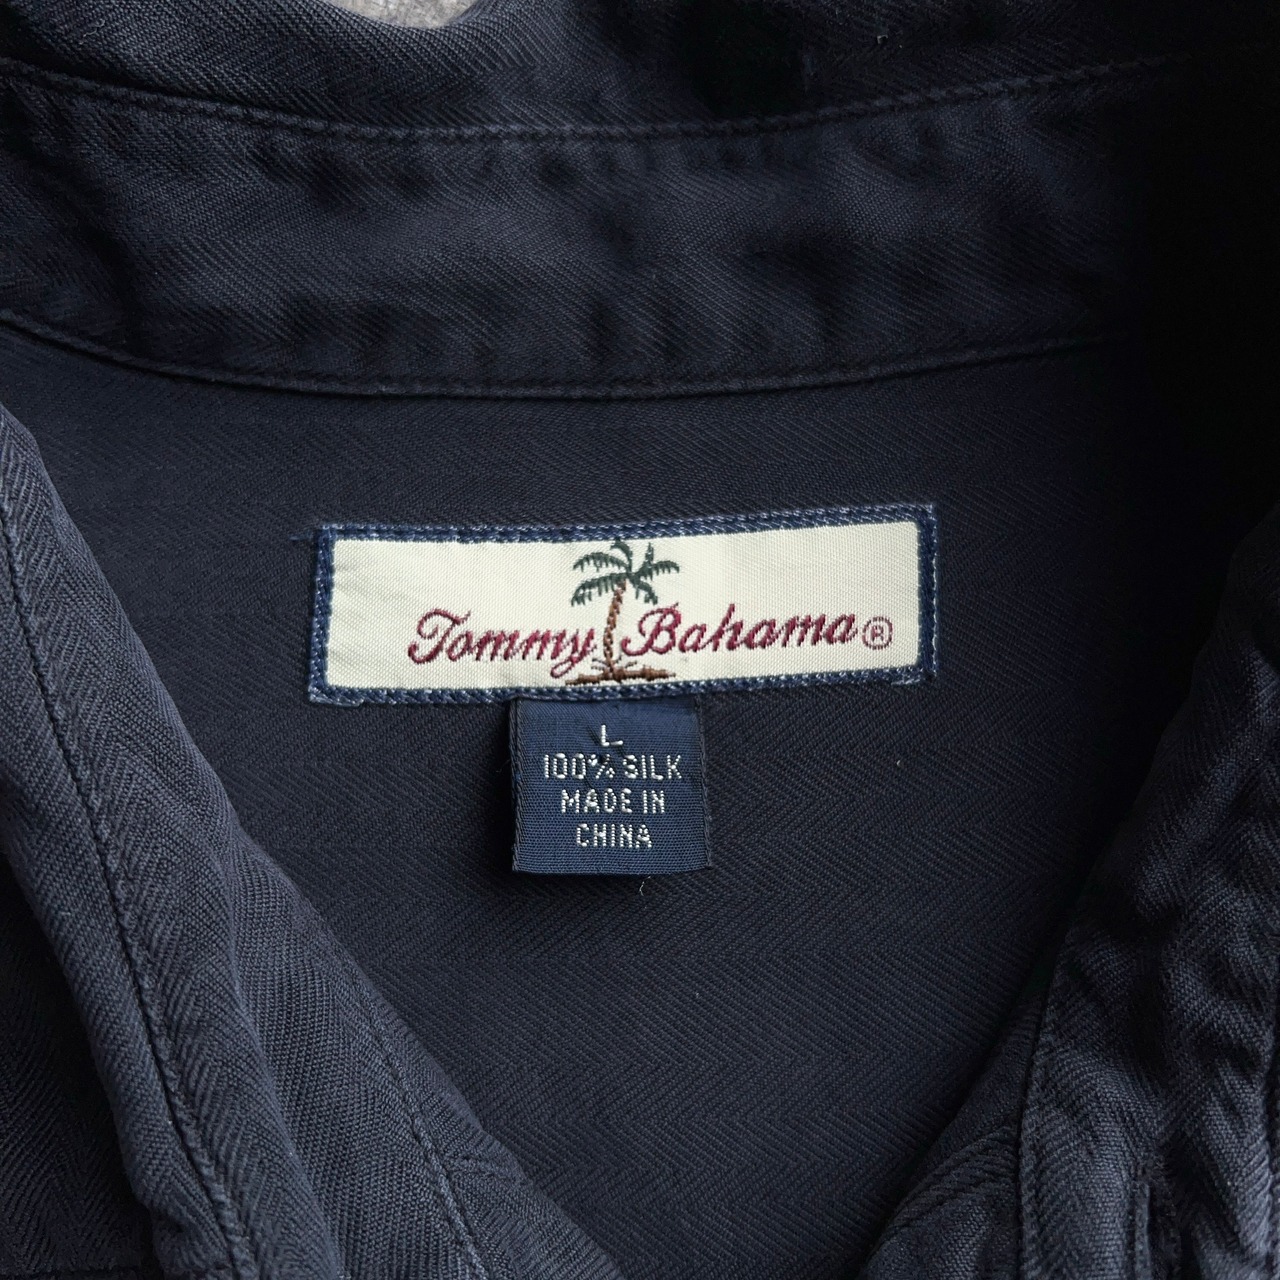 Tommy Bahama®
L
100% SILK
MADE IN
CHINA